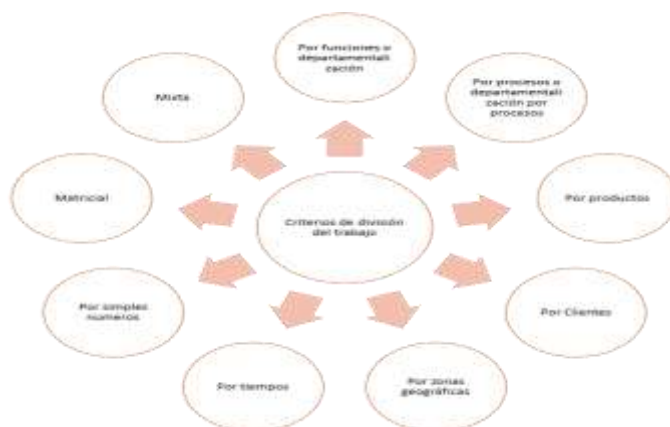 Por funciones o
departamentali
zación
Por procesos o
departamentali
zación por
procesos
Por productos
Por Clientes
Por zonas
geográficas
Por tiempos
Por simples
números
Matricial
Mixta
Criterios de división
del trabajo